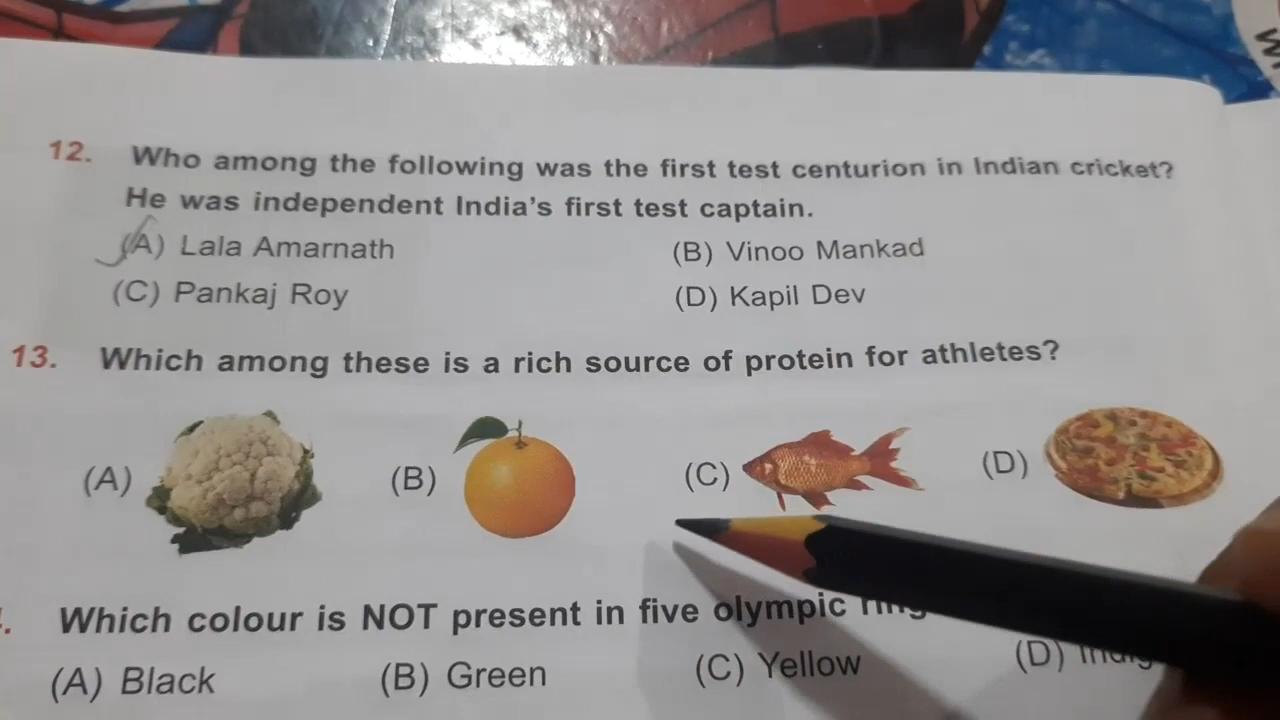 12. Who among the following was the first test centurion in Indian cricket?
He was independent India's first test captain.
(A) Lala Amarnath (B) Vinoo Mankad
(C) Pankaj Roy (D) Kapil Dev
13. Which among these is a rich source of protein for athletes?
(A) (B) (C) (D)
. Which colour is NOT present in five olympic
(A) Black (B) Green (C) Yellow (D)